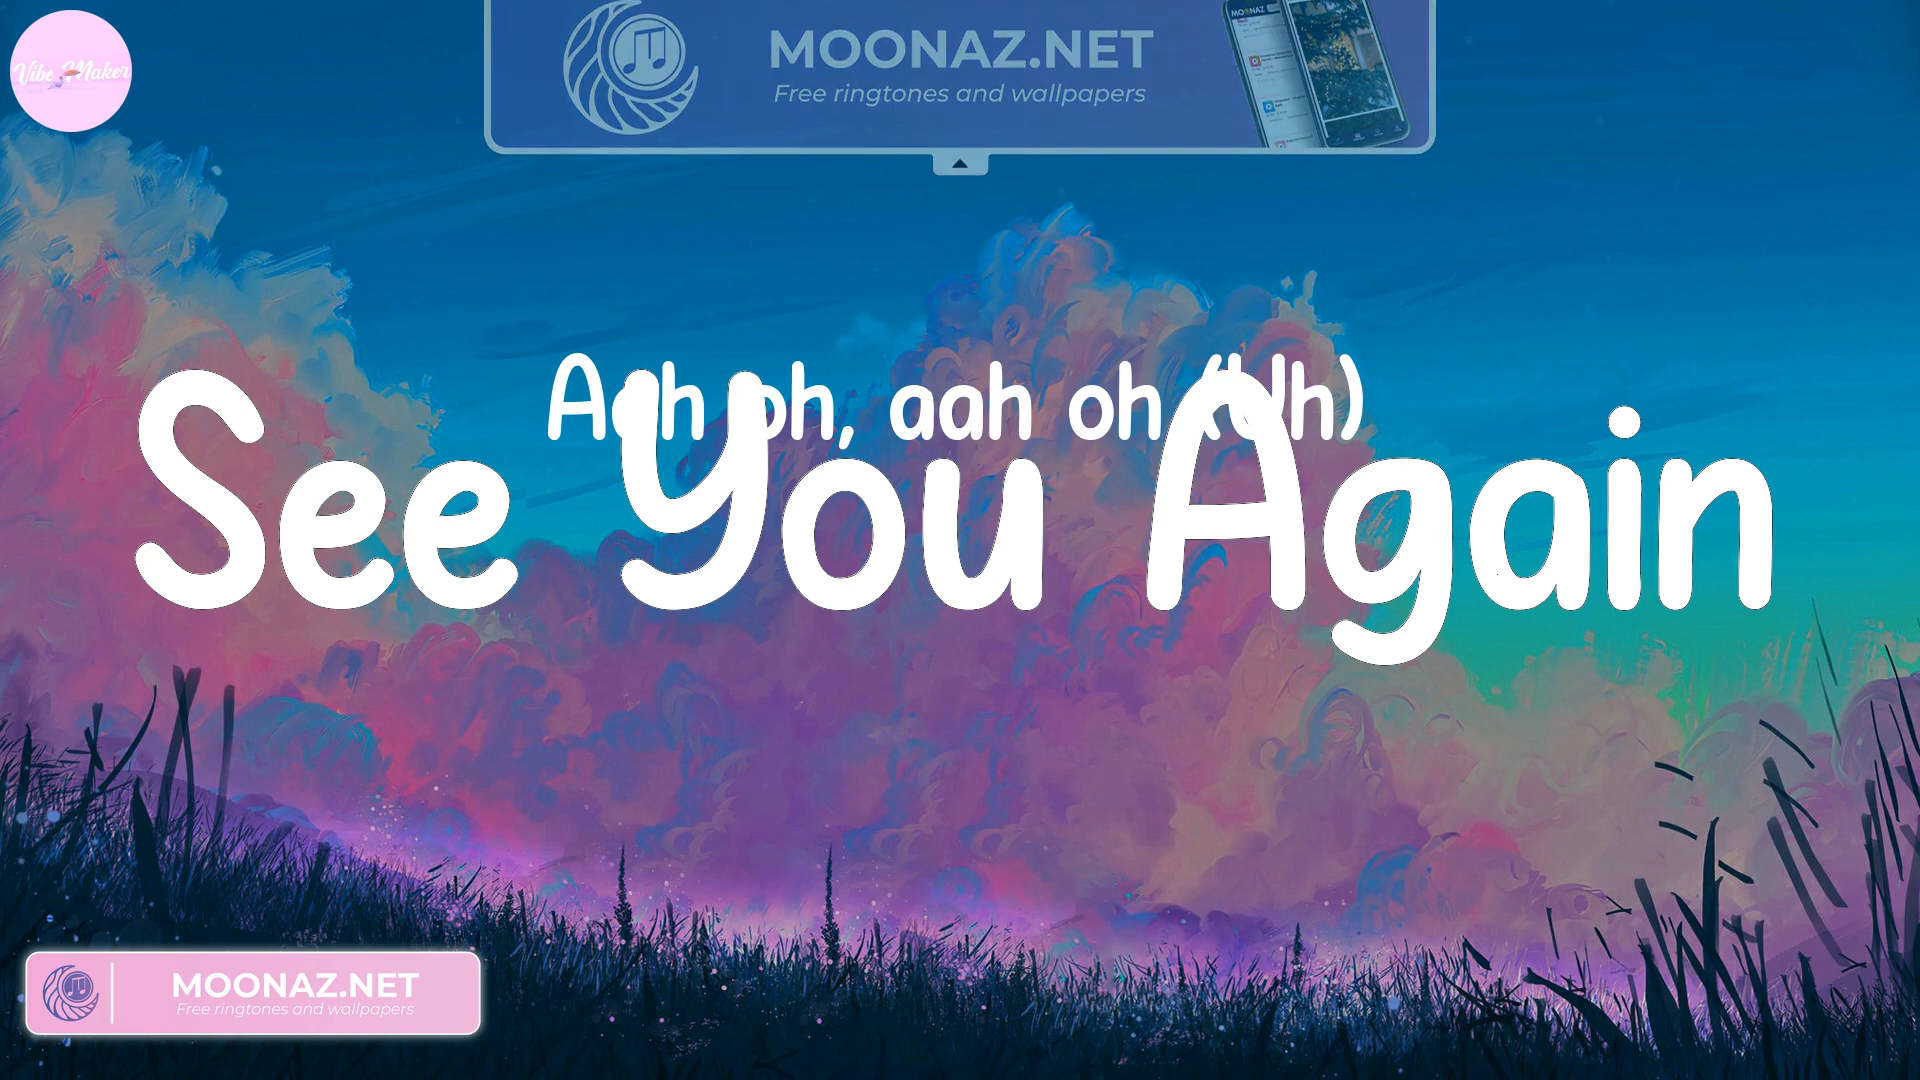 Vibe Maker
MOONAZ.NET
Free ringtones and wallpapers
MOONAZ
Aah oh, aah oh (Uh)
See You Again
MOONAZ.NET
Free ringtones and wallpapers